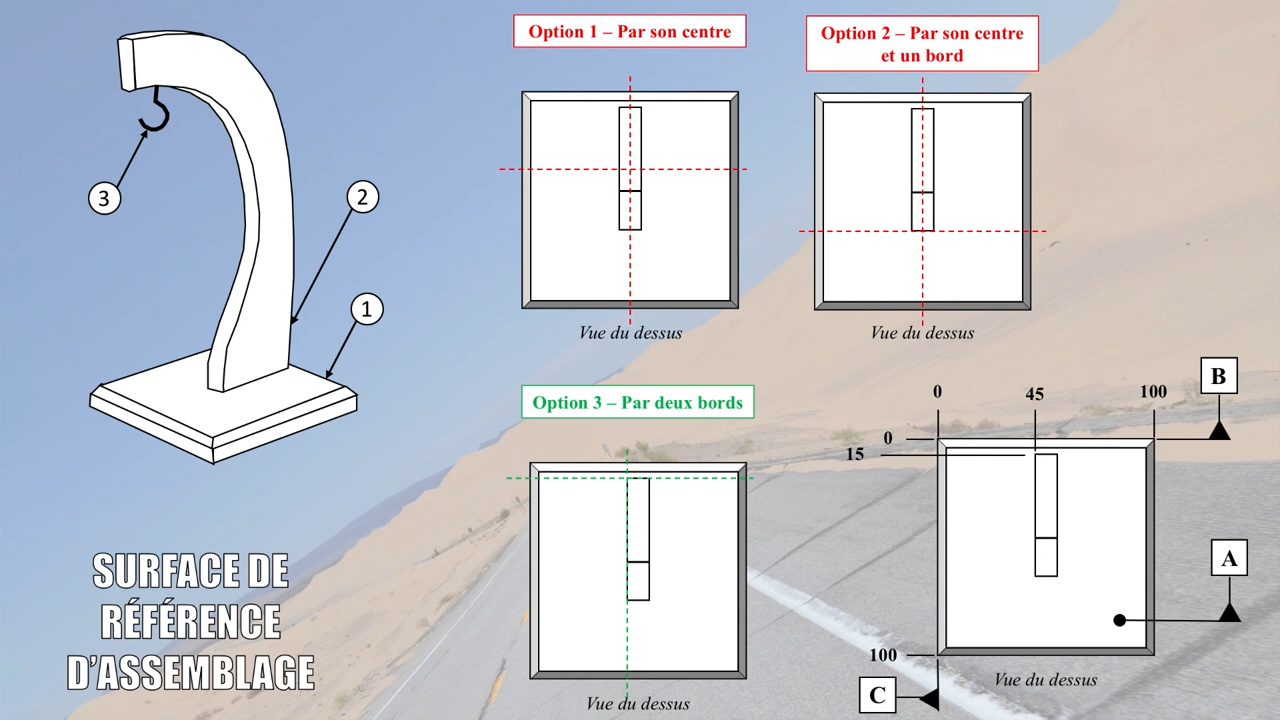 Option 1 – Par son centre
Option 2 – Par son centre
et un bord
3
2
1
Vue du dessus
Vue du dessus
Option 3 – Par deux bords
B
0
45
100
0
15
A
100
C
Vue du dessus
Vue du dessus
SURFACE DE
RÉFÉRENCE
D’ASSEMBLAGE